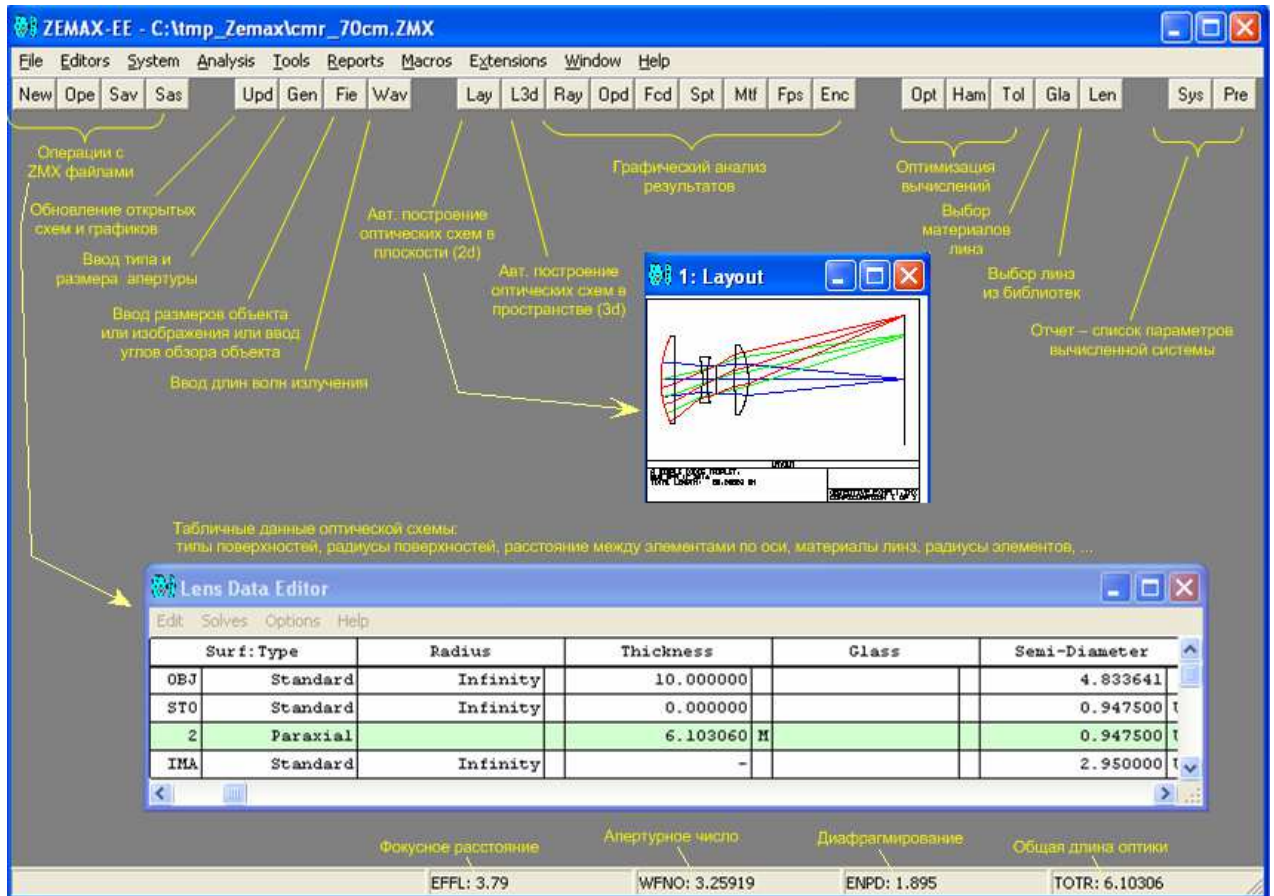 ZEMAX-EE - C:\tmp_Zemax\cmr_70cm.ZMX
File Editors System Analysis Tools Reports Macros Extensions Window Help
New Ope Sav Sas Upd Gen Fie Wav Lay L3d Ray Opd Fcd Spt Mtf Fps Enc Opt Ham Tol Gla Len Sys Pre
Операции с
ZMX файлами
Графический анализ
результатов
Оптимизация
вычислений
Обновление открытых
схем и графиков
Авт. построение
оптических схем в
плоскости (2d)
Выбор
материалов
линз
Ввод типа и
размера апертуры
Авт. построение
оптических схем в
пространстве (3d)
Выбор линз
из библиотек
Ввод размеров объекта
или изображения или ввод
углов обзора объекта
Отчет – список параметров
вычисленной системы
Ввод длин волн излучения
1: Layout
LAYOUT
Табличные данные оптической схемы:
типы поверхностей, радиусы поверхностей, расстояние между элементами по оси, материалы линз, радиусы элементов, ...
Lens Data Editor
Edit Solves Options Help
Surf:Type Radius Thickness Glass Semi-Diameter
OBJ Standard Infinity 10.000000 4.833641
STO Standard Infinity 0.000000 0.947500 U
2 Paraxial 6.103060 M 0.947500 U
IMA Standard Infinity - 2.950000 U
Фокусное расстояние
Апертурное число
Диафрагмирование
Общая длина оптики
EFFL: 3.79 WFNO: 3.25919 ENPD: 1.895 TOTR: 6.10306